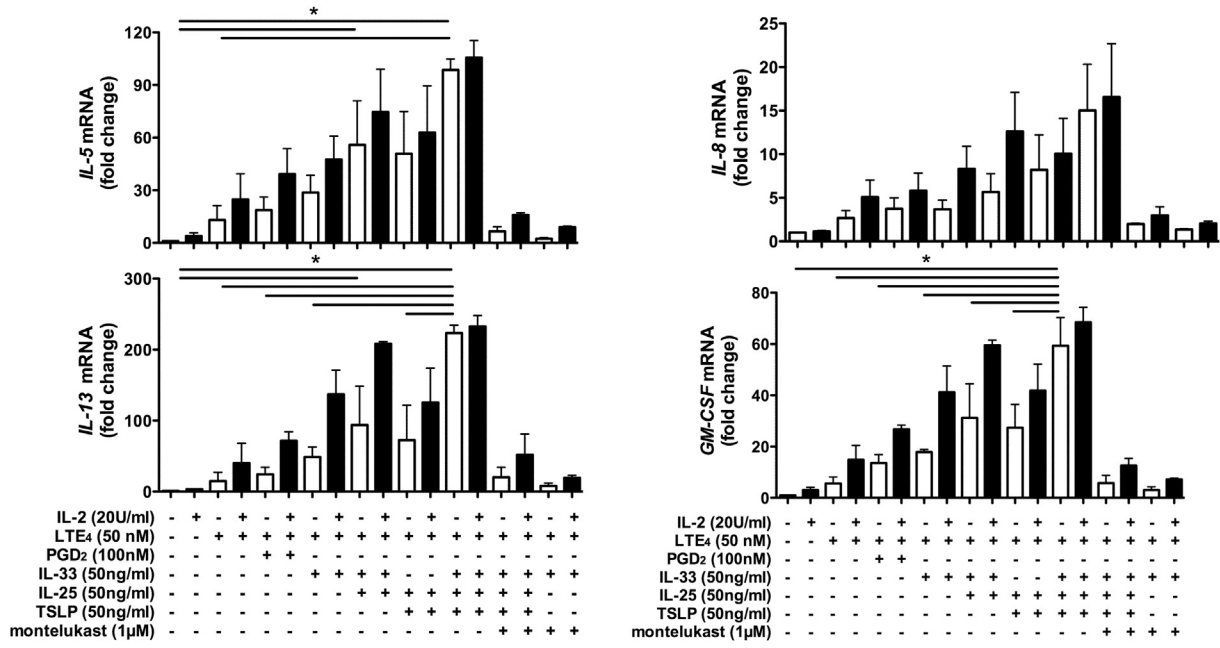 *
120
90
60
30
0
IL-5 mRNA
(fold change)
25
20
15
10
5
0
IL-8 mRNA
(fold change)
*
300
200
100
0
IL-13 mRNA
(fold change)
IL-2 (20U/ml) - + - + - + - + - + - + - + - + - +
LTE₄ (50 nM) - - + + + + + + + + + + + + + + + +
PGD₂ (100nM) - - - - + + - - - - - - - - - - - -
IL-33 (50ng/ml) - - - - - - + + + + - - + + + + + +
IL-25 (50ng/ml) - - - - - - - - + + + + + + + + - -
TSLP (50ng/ml) - - - - - - - - - - + + + + + + - -
montelukast (1µM) - - - - - - - - - - - - - - + + + +
*
80
60
40
20
0
GM-CSF mRNA
(fold change)
IL-2 (20U/ml) - + - + - + - + - + - + - + - + - +
LTE₄ (50 nM) - - + + + + + + + + + + + + + + + +
PGD₂ (100nM) - - - - + + - - - - - - - - - - - -
IL-33 (50ng/ml) - - - - - - + + + + - - + + + + + +
IL-25 (50ng/ml) - - - - - - - - + + + + + + + + - -
TSLP (50ng/ml) - - - - - - - - - - + + + + + + - -
montelukast (1µM) - - - - - - - - - - - - - - + + + +